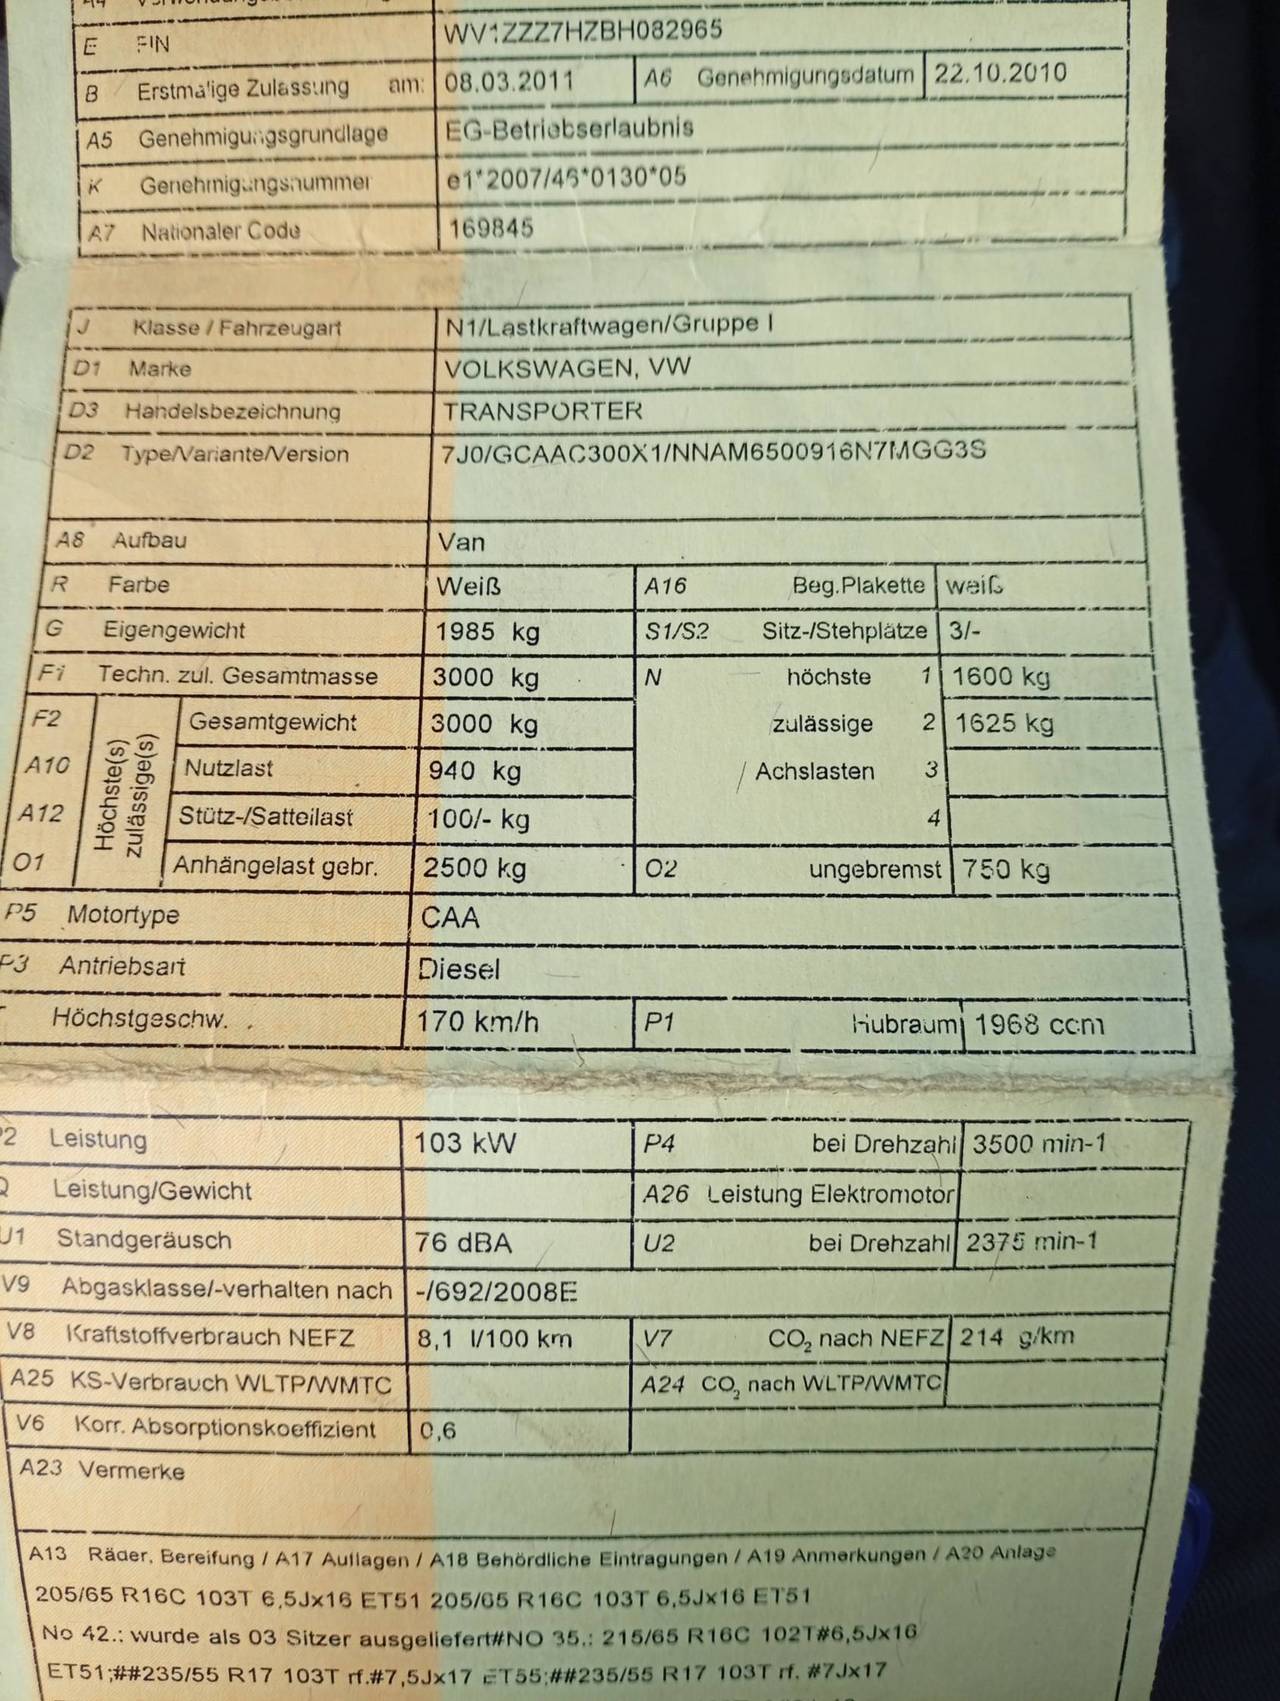 E FIN WV1ZZZ7HZBH082965
B Erstmalige Zulassung am: 08.03.2011 A6 Genehmigungsdatum 22.10.2010
A5 Genehmigungsgrundlage EG-Betriebserlaubnis
K Genehmigungsnummer e1*2007/46*0130*05
A7 Nationaler Code 169845
J Klasse / Fahrzeugart N1/Lastkraftwagen/Gruppe I
D1 Marke VOLKSWAGEN, VW
D3 Handelsbezeichnung TRANSPORTER
D2 Type/Variante/Version 7J0/GCAAC300X1/NNAM6500916N7MGG3S
A8 Aufbau Van
R Farbe Weiß A16 Beg.Plakette weiß
G Eigengewicht 1985 kg S1/S2 Sitz-/Stehplätze 3/-
F1 Techn. zul. Gesamtmasse 3000 kg N höchste 1 1600 kg
F2 Höchste(s) zulässige(s) Gesamtgewicht 3000 kg zulässige 2 1625 kg
A10 Nutzlast 940 kg Achslasten 3
A12 Stütz-/Sattellast 100/- kg 4
O1 Anhängelast gebr. 2500 kg O2 ungebremst 750 kg
P5 Motortype CAA
P3 Antriebsart Diesel
Höchstgeschw. 170 km/h P1 Hubraum 1968 ccm
P2 Leistung 103 kW P4 bei Drehzahl 3500 min-1
Q Leistung/Gewicht A26 Leistung Elektromotor
U1 Standgeräusch 76 dBA U2 bei Drehzahl 2375 min-1
V9 Abgasklasse/-verhalten nach -/692/2008E
V8 Kraftstoffverbrauch NEFZ 8,1 l/100 km V7 CO₂ nach NEFZ 214 g/km
A25 KS-Verbrauch WLTP/WMTC A24 CO₂ nach WLTP/WMTC
V6 Korr. Absorptionskoeffizient 0,6
A23 Vermerke
A13 Räder, Bereifung / A17 Auflagen / A18 Behördliche Eintragungen / A19 Anmerkungen / A20 Anlage
205/65 R16C 103T 6,5Jx16 ET51 205/65 R16C 103T 6,5Jx16 ET51
No 42.: wurde als 03 Sitzer ausgeliefert#NO 35.: 215/65 R16C 102T#6,5Jx16
ET51;##235/55 R17 103T rf.#7,5Jx17 ET55;##235/55 R17 103T rf. #7Jx17